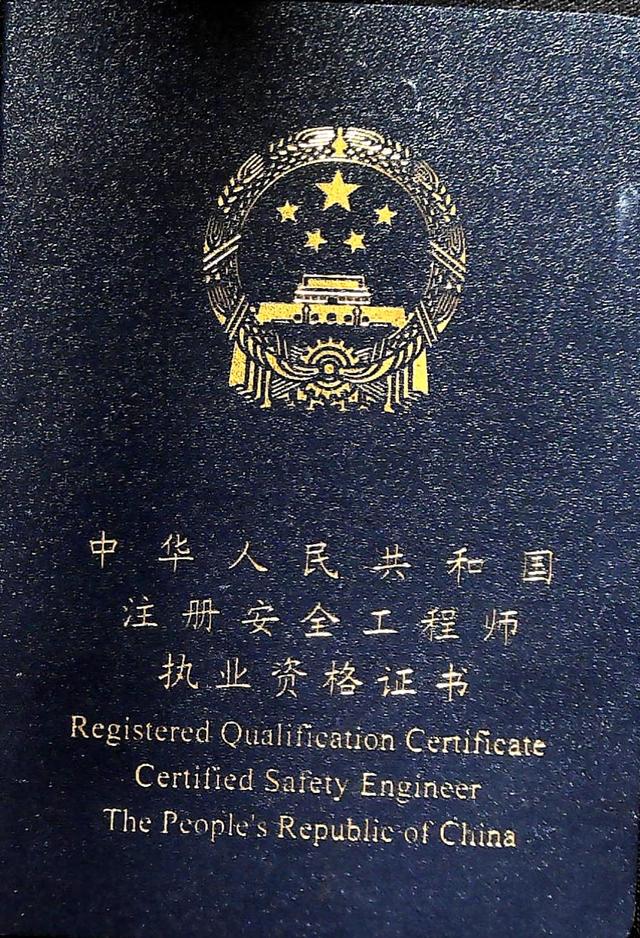 中华人民共和国
注册安全工程师
执业资格证书
Registered Qualification Certificate
Certified Safety Engineer
The People's Republic of China